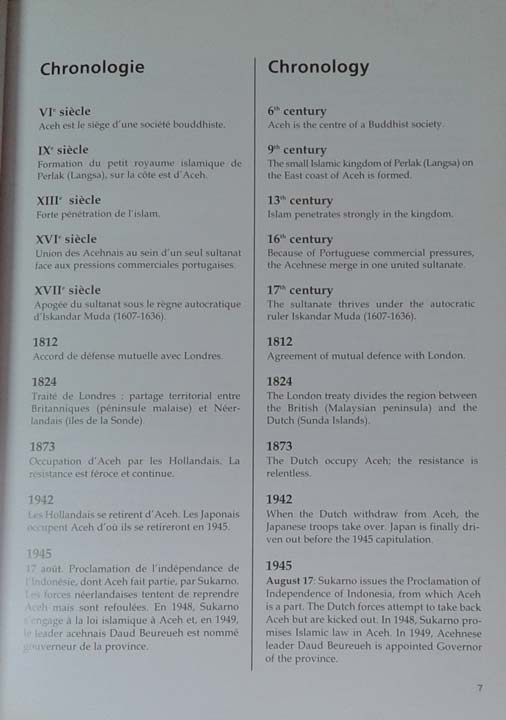 Chronologie
VIe siècle
Aceh est le siège d'une société bouddhiste.
IXe siècle
Formation du petit royaume islamique de
Perlak (Langsa), sur la côte est d'Aceh.
XIIIe siècle
Forte pénétration de l'islam.
XVIe siècle
Union des Acehnais au sein d'un seul sultanat
face aux pressions commerciales portugaises.
XVIIe siècle
Apogée du sultanat sous le règne autocratique
d'Iskandar Muda (1607-1636).
1812
Accord de défense mutuelle avec Londres.
1824
Traité de Londres : partage territorial entre
Britanniques (péninsule malaise) et Néer-
landais (îles de la Sonde).
1873
Occupation d'Aceh par les Hollandais. La
résistance est féroce et continue.
1942
Les Hollandais se retirent d'Aceh. Les Japonais
occupent Aceh d'où ils se retireront en 1945.
1945
17 août. Proclamation de l'indépendance de
l'Indonésie, dont Aceh fait partie, par Sukarno.
Les forces néerlandaises tentent de reprendre
Aceh mais sont refoulées. En 1948, Sukarno
s'engage à la loi islamique à Aceh et, en 1949,
le leader acehnais Daud Beureueh est nommé
gouverneur de la province.
Chronology
6th century
Aceh is the centre of a Buddhist society.
9th century
The small Islamic kingdom of Perlak (Langsa) on
the East coast of Aceh is formed.
13th century
Islam penetrates strongly in the kingdom.
16th century
Because of Portuguese commercial pressures,
the Acehnese merge in one united sultanate.
17th century
The sultanate thrives under the autocratic
ruler Iskandar Muda (1607-1636).
1812
Agreement of mutual defence with London.
1824
The London treaty divides the region between
the British (Malaysian peninsula) and the
Dutch (Sunda Islands).
1873
The Dutch occupy Aceh; the resistance is
relentless.
1942
When the Dutch withdraw from Aceh, the
Japanese troops take over. Japan is finally dri-
ven out before the 1945 capitulation.
1945
August 17: Sukarno issues the Proclamation of
Independence of Indonesia, from which Aceh
is a part. The Dutch forces attempt to take back
Aceh but are kicked out. In 1948, Sukarno pro-
mises Islamic law in Aceh. In 1949, Acehnese
leader Daud Beureueh is appointed Governor
of the province.
7